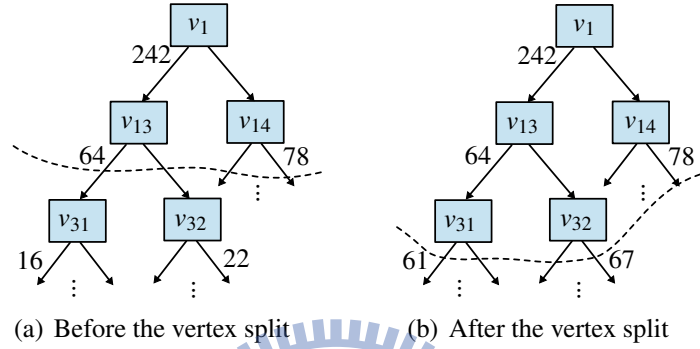 v1 v1
242 242
v13 v14 v13 v14
64 78 64 78
⋮ ⋮
v31 v32 v31 v32
16 22 61 67
⋮ ⋮ ⋮ ⋮
(a) Before the vertex split (b) After the vertex split